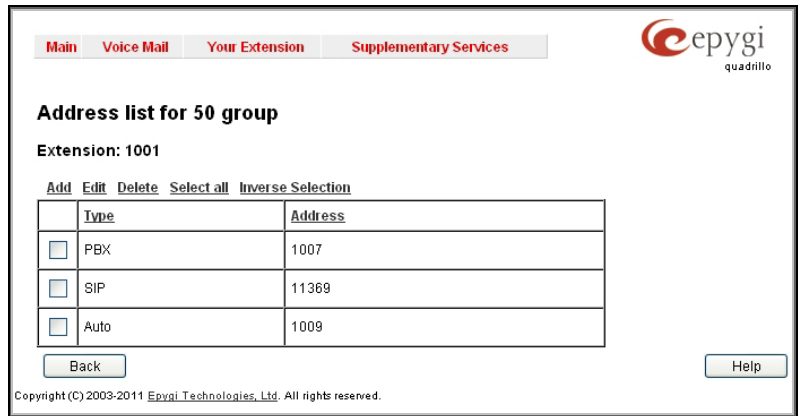 Main Voice Mail Your Extension Supplementary Services
epygi
quadrillo
Address list for 50 group
Extension: 1001
Add Edit Delete Select all Inverse Selection
Type Address
PBX 1007
SIP 11369
Auto 1009
Back Help
Copyright (C) 2003-2011 Epygi Technologies, Ltd. All rights reserved.